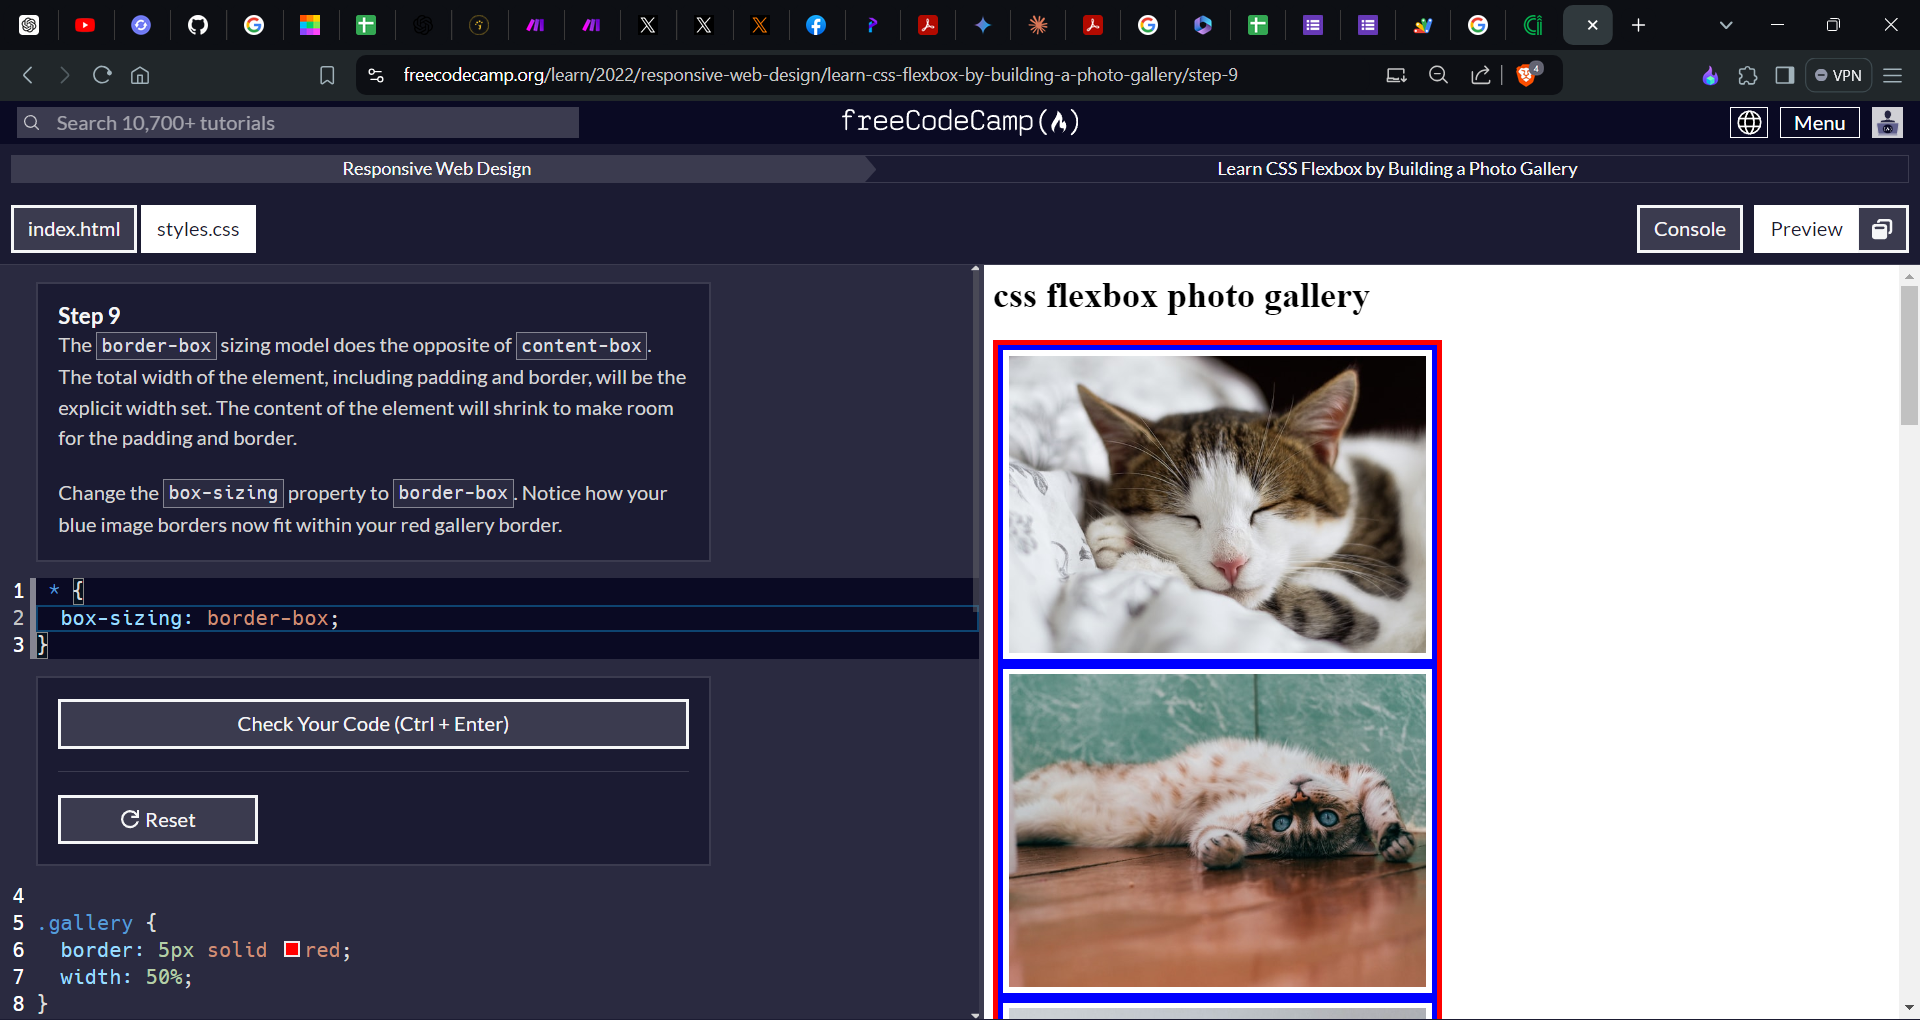 freecodecamp.org/learn/2022/responsive-web-design/learn-css-flexbox-by-building-a-photo-gallery/step-9
4
VPN
Search 10,700+ tutorials
freeCodeCamp
Menu
Responsive Web Design
Learn CSS Flexbox by Building a Photo Gallery
index.html
styles.css
Console
Preview
Step 9
The border-box sizing model does the opposite of content-box.
The total width of the element, including padding and border, will be the
explicit width set. The content of the element will shrink to make room
for the padding and border.
Change the box-sizing property to border-box. Notice how your
blue image borders now fit within your red gallery border.
1 * {
2 box-sizing: border-box;
3 }
Check Your Code (Ctrl + Enter)
Reset
4
5 .gallery {
6 border: 5px solid red;
7 width: 50%;
8 }
css flexbox photo gallery